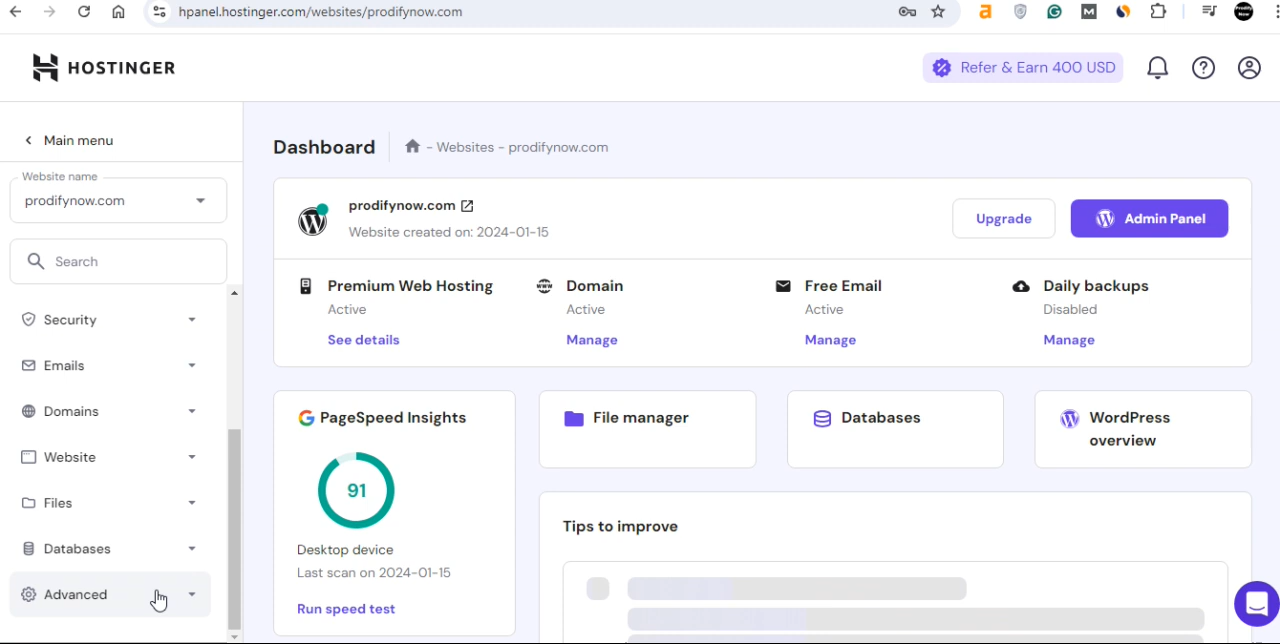 hpanel.hostinger.com/websites/prodifynow.com
HOSTINGER
Refer & Earn 400 USD
Main menu
Website name
prodifynow.com
Search
Security
Emails
Domains
Website
Files
Databases
Advanced
Dashboard
- Websites - prodifynow.com
prodifynow.com
Website created on: 2024-01-15
Upgrade
Admin Panel
Premium Web Hosting
Active
See details
Domain
Active
Manage
Free Email
Active
Manage
Daily backups
Disabled
Manage
PageSpeed Insights
91
Desktop device
Last scan on 2024-01-15
Run speed test
File manager
Databases
WordPress
overview
Tips to improve